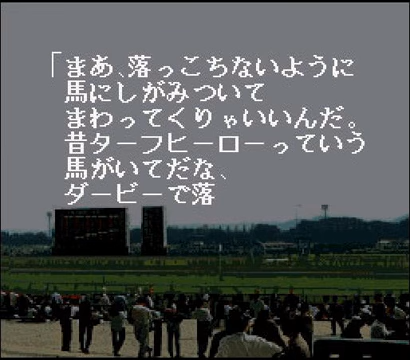 「まあ、落っこちないように
馬にしがみついて
まわってくりゃいいんだ。
昔ターフヒーローっていう
馬がいてだな、
ダービーで落